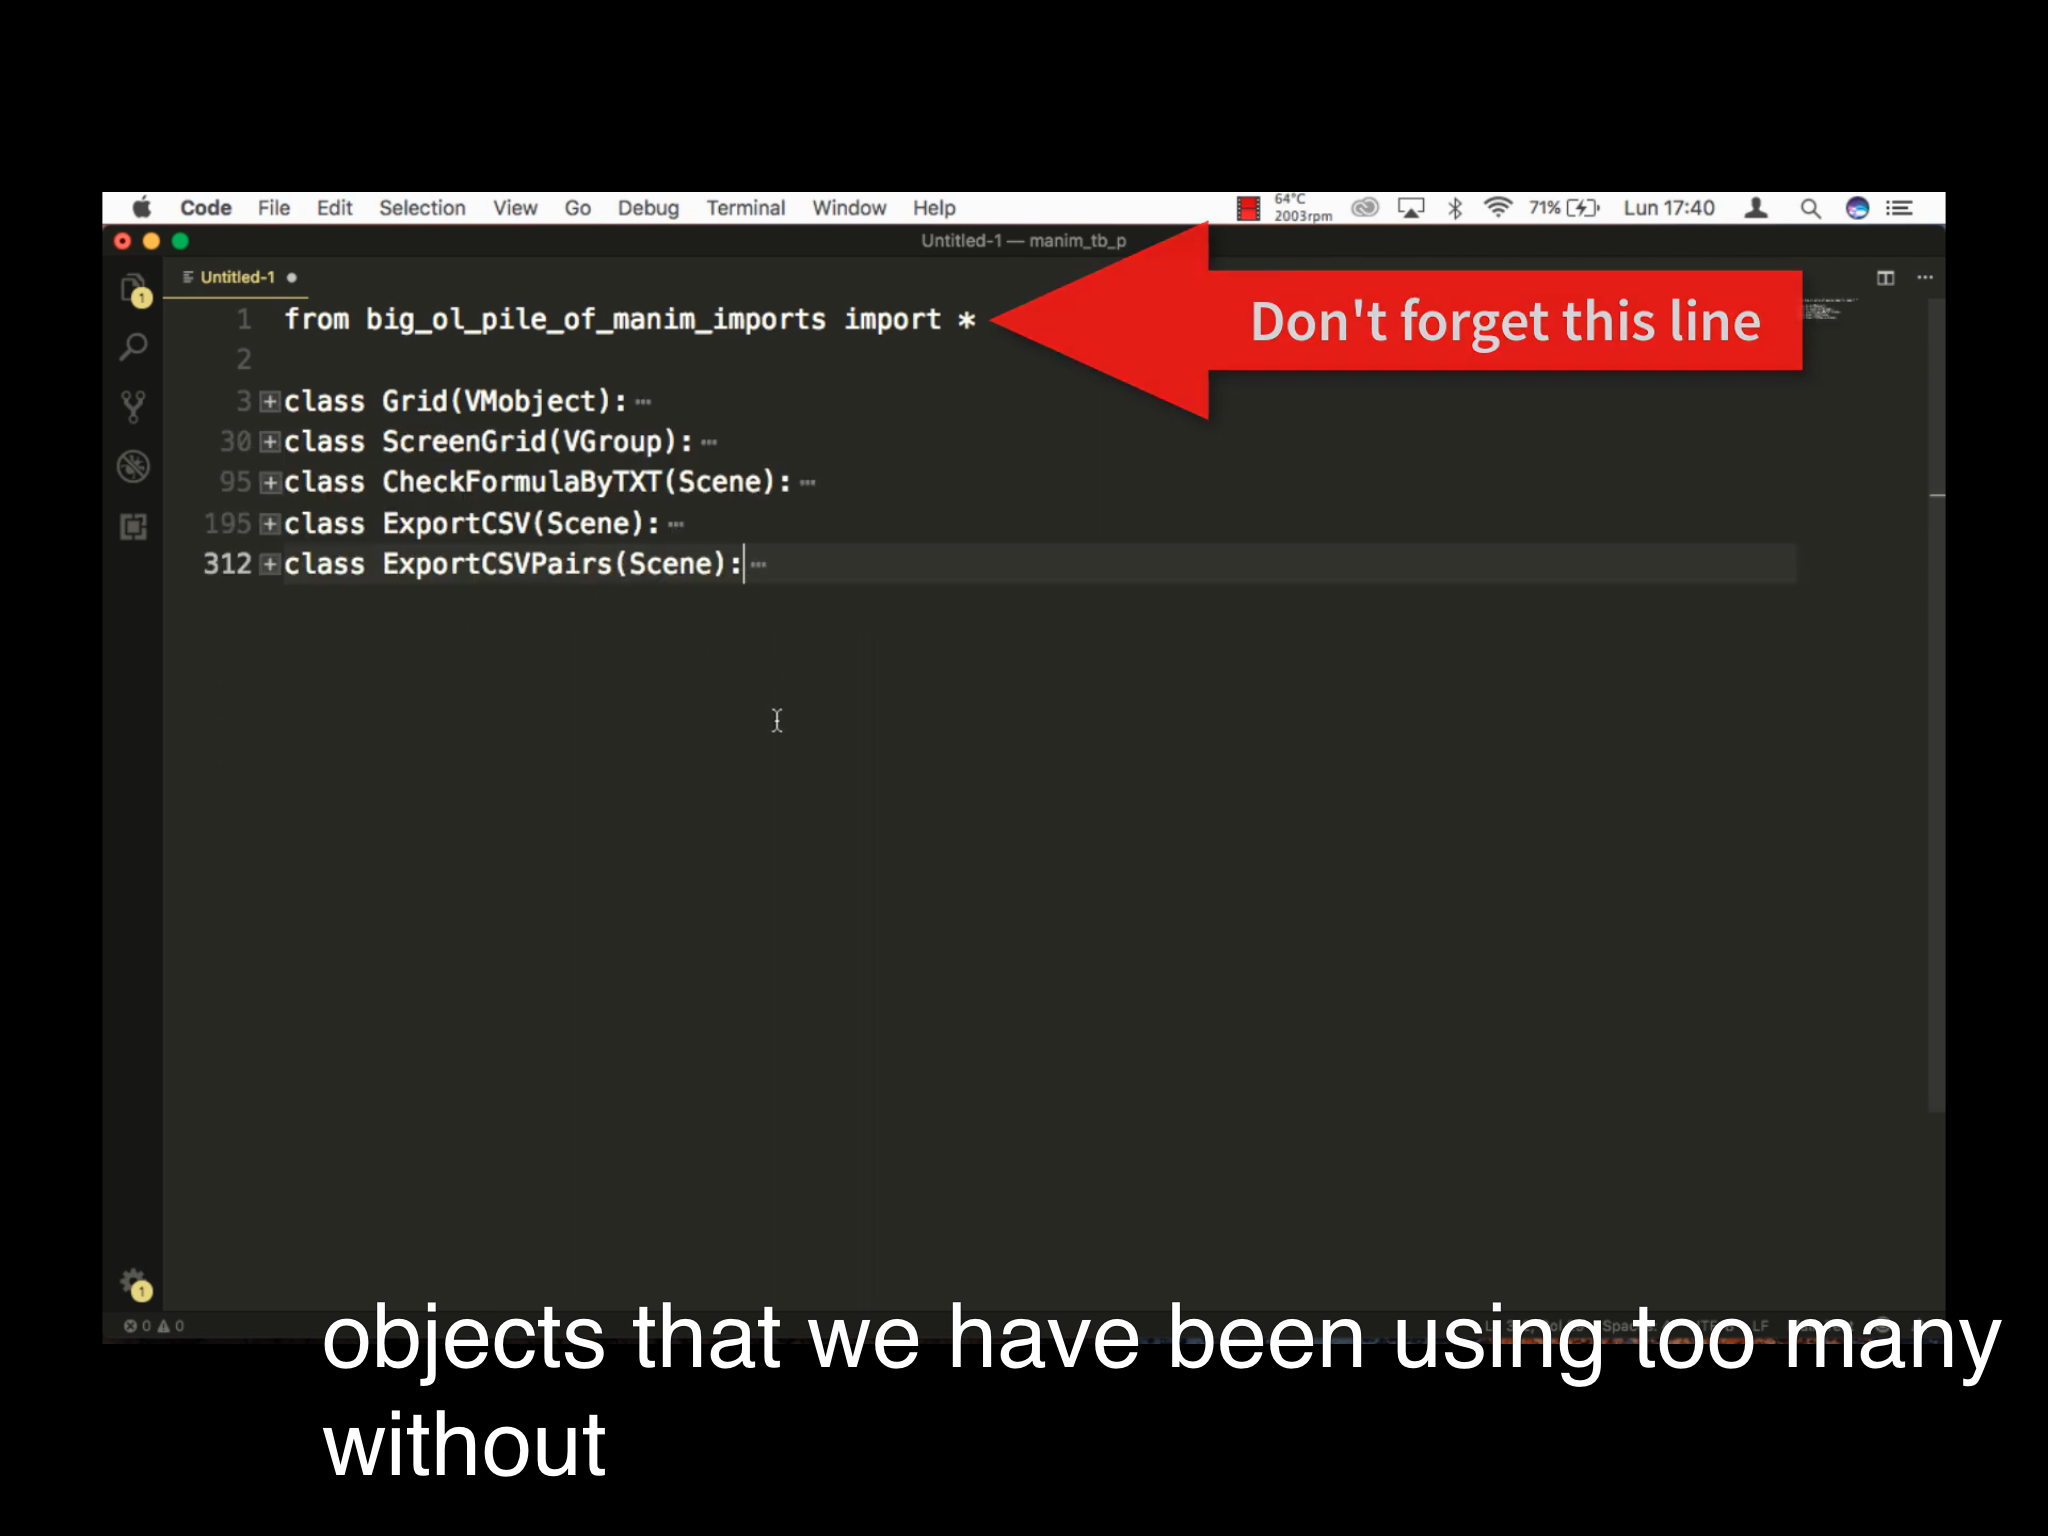 Code File Edit Selection View Go Debug Terminal Window Help 64°C 2003rpm 71% Lun 17:40
Untitled-1 — manim_tb_p
Untitled-1
1 from big_ol_pile_of_manim_imports import *
Don't forget this line
2
3 class Grid(VMobject):
30 class ScreenGrid(VGroup):
95 class CheckFormulaByTXT(Scene):
195 class ExportCSV(Scene):
312 class ExportCSVPairs(Scene):
1
1
0 0
objects that we have been using too many
without